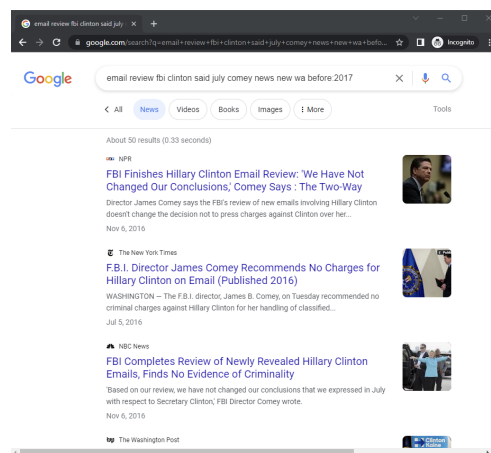 email review fbi clinton said july
google.com/search?q=email+review+fbi+clinton+said+july+comey+news+new+wa+befo...
Incognito
Google
email review fbi clinton said july comey news new wa before:2017
All
News
Videos
Books
Images
More
Tools
About 50 results (0.33 seconds)
NPR
FBI Finishes Hillary Clinton Email Review: 'We Have Not
Changed Our Conclusions,' Comey Says : The Two-Way
Director James Comey says the FBI's review of new emails involving Hillary Clinton
doesn't change the decision not to press charges against Clinton over her...
Nov 6, 2016
The New York Times
F.B.I. Director James Comey Recommends No Charges for
Hillary Clinton on Email (Published 2016)
WASHINGTON — The F.B.I. director, James B. Comey, on Tuesday recommended no
criminal charges against Hillary Clinton for her handling of classified...
Jul 5, 2016
NBC News
FBI Completes Review of Newly Revealed Hillary Clinton
Emails, Finds No Evidence of Criminality
'Based on our review, we have not changed our conclusions that we expressed in July
with respect to Secretary Clinton,' FBI Director Comey wrote.
Nov 6, 2016
wp The Washington Post
Clinton
Kaine